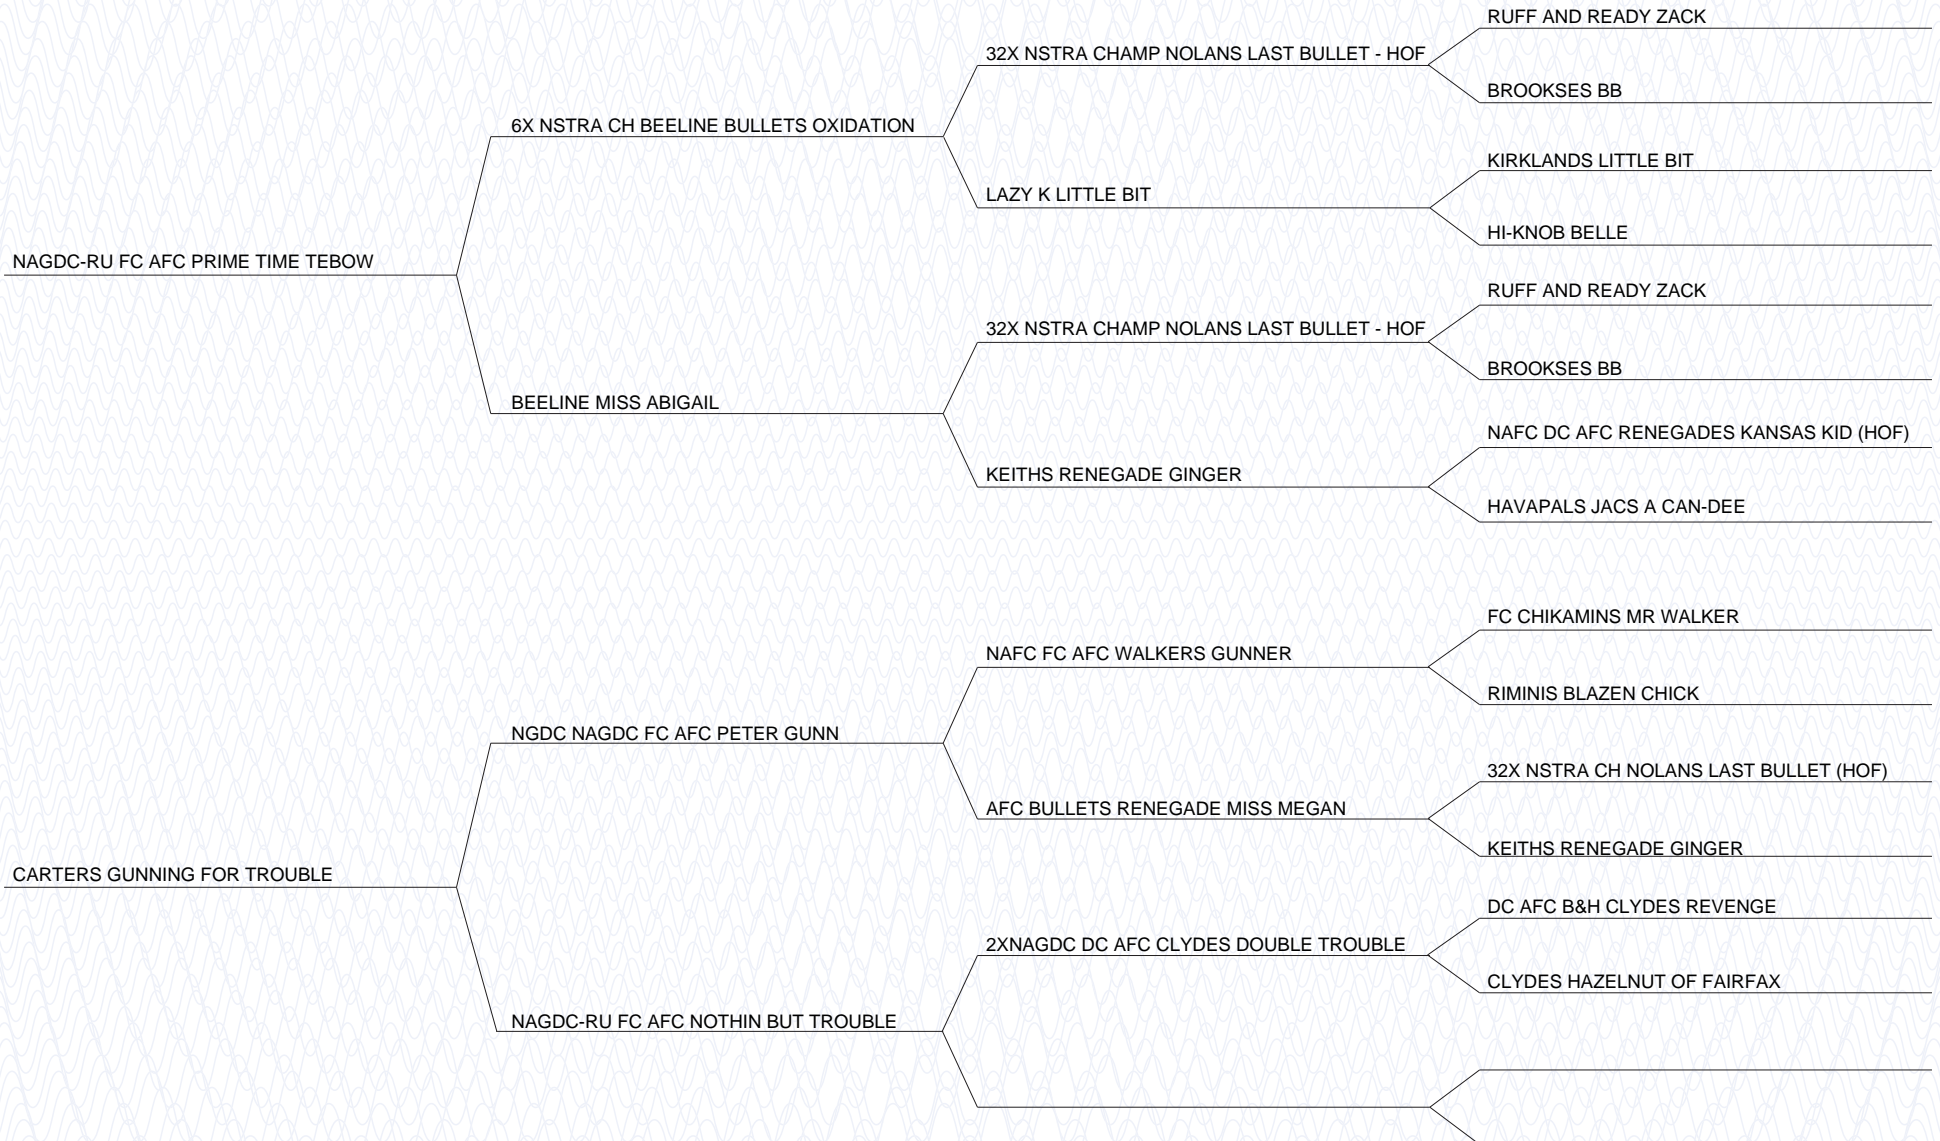 RUFF AND READY ZACK
32X NSTRA CHAMP NOLANS LAST BULLET - HOF
BROOKSES BB
6X NSTRA CH BEELINE BULLETS OXIDATION
KIRKLANDS LITTLE BIT
LAZY K LITTLE BIT
HI-KNOB BELLE
NAGDC-RU FC AFC PRIME TIME TEBOW
RUFF AND READY ZACK
32X NSTRA CHAMP NOLANS LAST BULLET - HOF
BROOKSES BB
BEELINE MISS ABIGAIL
NAFC DC AFC RENEGADES KANSAS KID (HOF)
KEITHS RENEGADE GINGER
HAVAPALS JACS A CAN-DEE
FC CHIKAMINS MR WALKER
NAFC FC AFC WALKERS GUNNER
RIMINIS BLAZEN CHICK
NGDC NAGDC FC AFC PETER GUNN
32X NSTRA CH NOLANS LAST BULLET (HOF)
AFC BULLETS RENEGADE MISS MEGAN
KEITHS RENEGADE GINGER
CARTERS GUNNING FOR TROUBLE
DC AFC B&H CLYDES REVENGE
2XNAGDC DC AFC CLYDES DOUBLE TROUBLE
CLYDES HAZELNUT OF FAIRFAX
NAGDC-RU FC AFC NOTHIN BUT TROUBLE